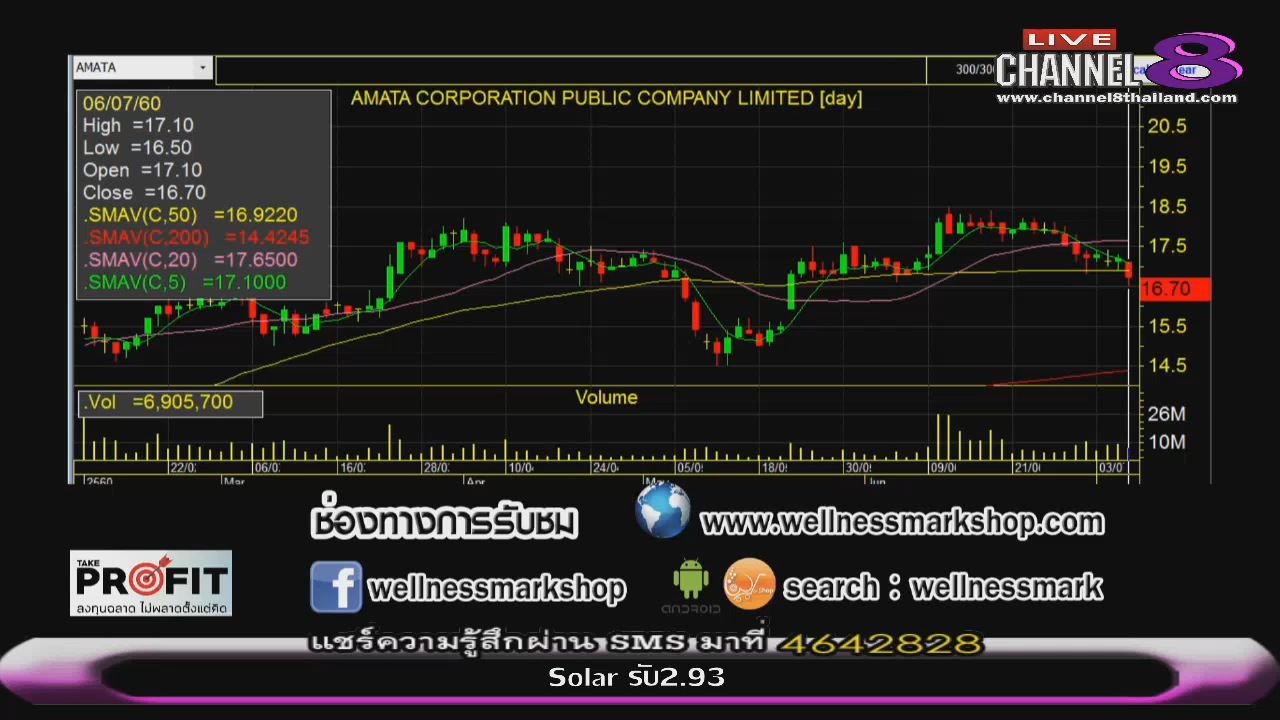 LIVE
CHANNEL 8
www.channel8thailand.com
AMATA
300/300
AMATA CORPORATION PUBLIC COMPANY LIMITED [day]
06/07/60
High =17.10
Low =16.50
Open =17.10
Close =16.70
.SMAV(C,50) =16.9220
.SMAV(C,200) =14.4245
.SMAV(C,20) =17.6500
.SMAV(C,5) =17.1000
20.5
19.5
18.5
17.5
16.70
15.5
14.5
.Vol =6,905,700
Volume
26M
10M
22/0 06/0 16/0 28/0 10/0 24/0 05/0 18/0 30/0 09/0 21/0 03/0
2560 Mar Apr May Jun
ช่องทางการรับชม
www.wellnessmarkshop.com
TAKE
PROFIT
ลงทุนฉลาด ไม่พลาดตั้งแต่คิด
wellnessmarkshop
ANDROID
Shop
search : wellnessmark
แชร์ความรู้สึกผ่าน SMS มาที่ 4642828
Solar รับ2.93